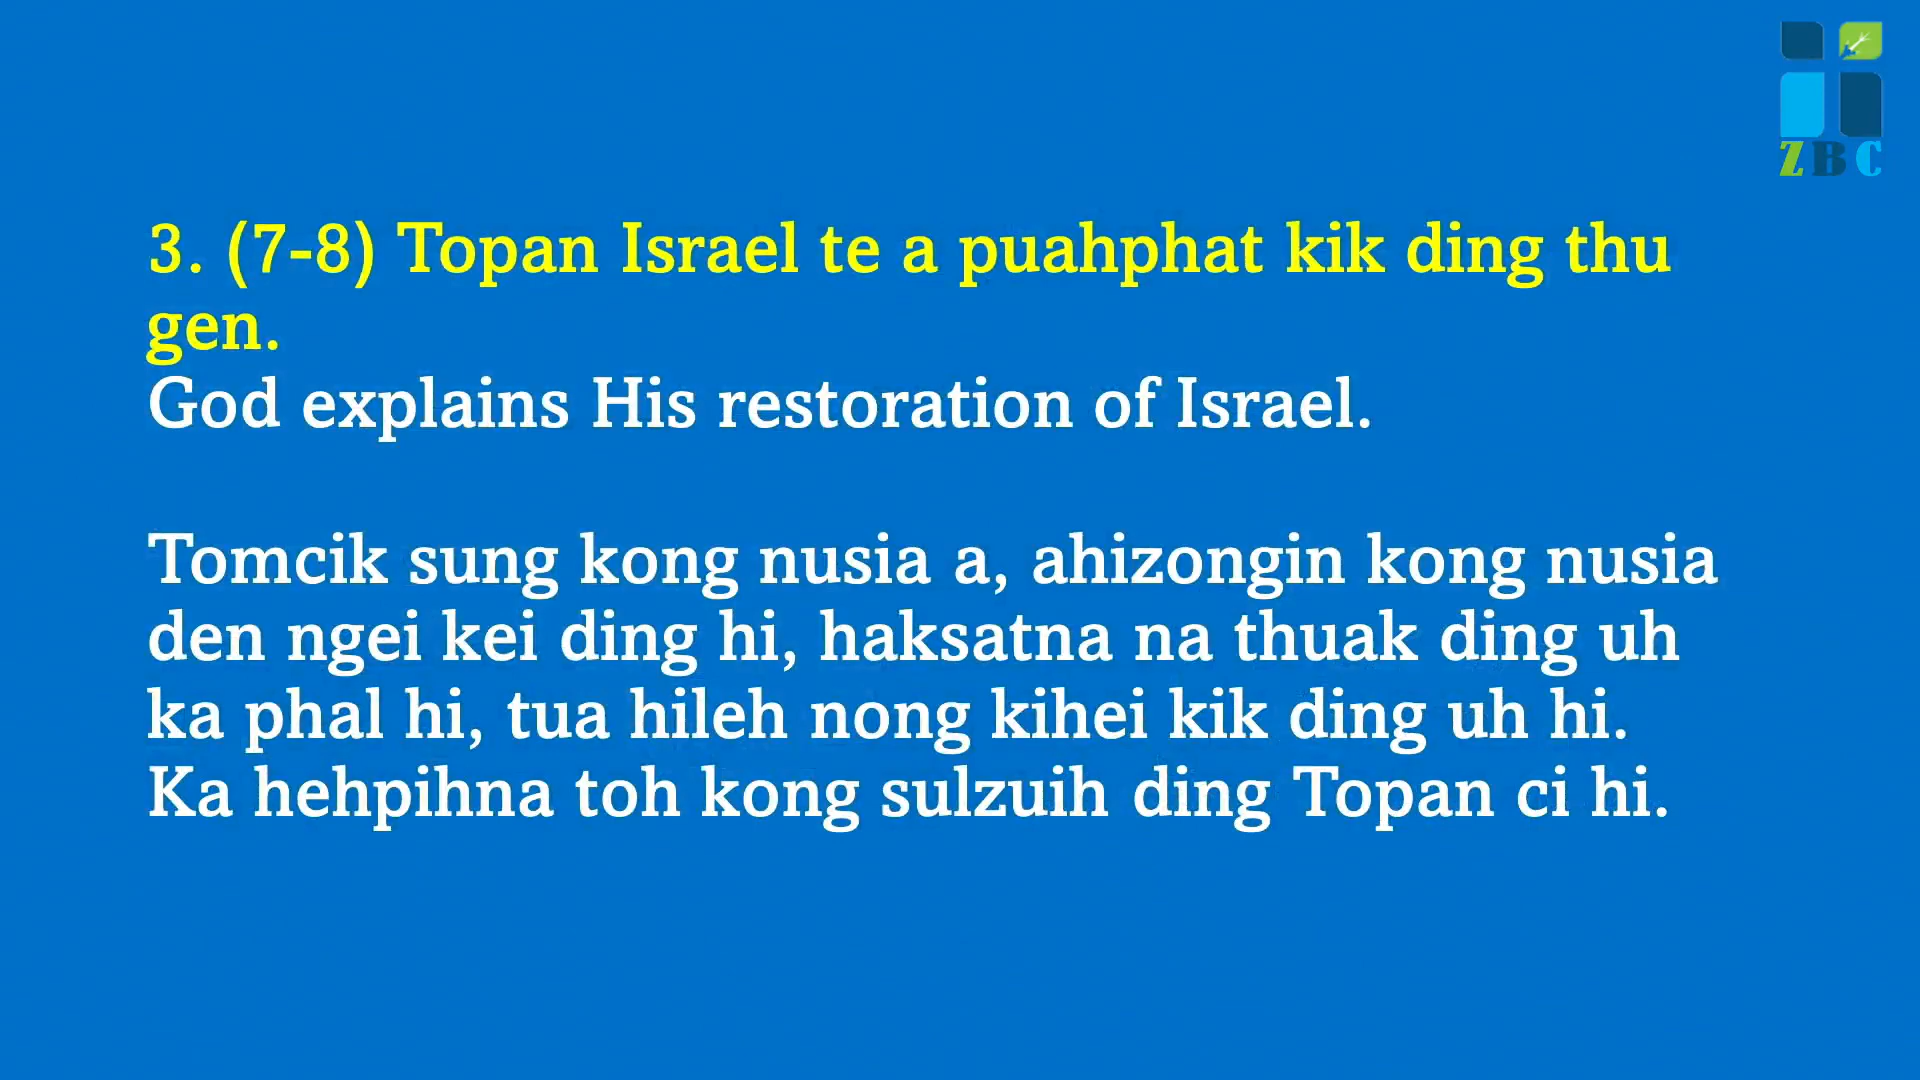 ZBC
3. (7-8) Topan Israel te a puahphat kik ding thu
gen.
God explains His restoration of Israel.
Tomcik sung kong nusia a, ahizongin kong nusia
den ngei kei ding hi, haksatna na thuak ding uh
ka phal hi, tua hileh nong kihei kik ding uh hi.
Ka hehpihna toh kong sulzuih ding Topan ci hi.